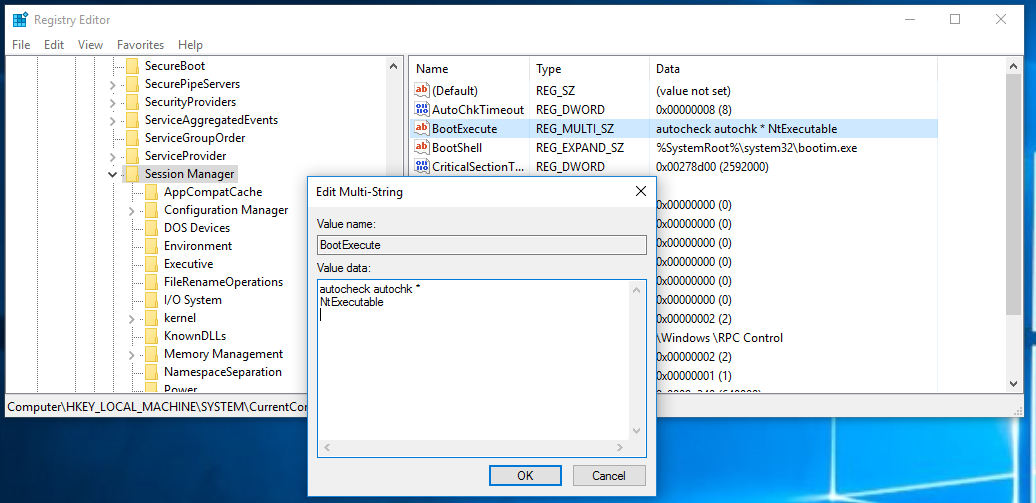 Registry Editor
File Edit View Favorites Help
SecureBoot
SecurePipeServers
SecurityProviders
ServiceAggregatedEvents
ServiceGroupOrder
ServiceProvider
Session Manager
AppCompatCache
Configuration Manager
DOS Devices
Environment
Executive
FileRenameOperations
I/O System
kernel
KnownDLLs
Memory Management
NamespaceSeparation
Power
Name Type Data
(Default) REG_SZ (value not set)
AutoChkTimeout REG_DWORD 0x00000008 (8)
BootExecute REG_MULTI_SZ autocheck autochk * NtExecutable
BootShell REG_EXPAND_SZ %SystemRoot%\system32\bootim.exe
CriticalSectionT... REG_DWORD 0x00278d00 (2592000)
0x00000000 (0)
0x00000000 (0)
0x00000000 (0)
0x00000000 (0)
0x00000000 (0)
0x00000000 (0)
0x00000002 (2)
\Windows \RPC Control
0x00000002 (2)
0x00000001 (1)
Edit Multi-String
Value name:
BootExecute
Value data:
autocheck autochk *
NtExecutable
OK Cancel
Computer\HKEY_LOCAL_MACHINE\SYSTEM\CurrentCo